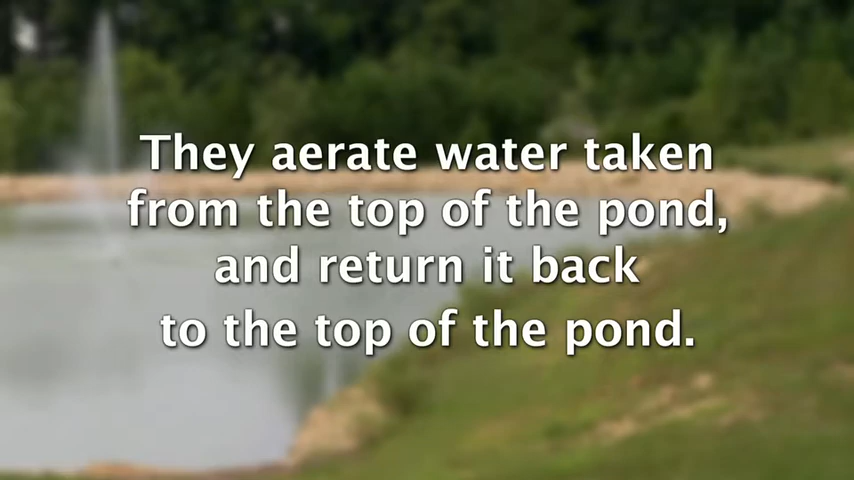 They aerate water taken
from the top of the pond,
and return it back
to the top of the pond.